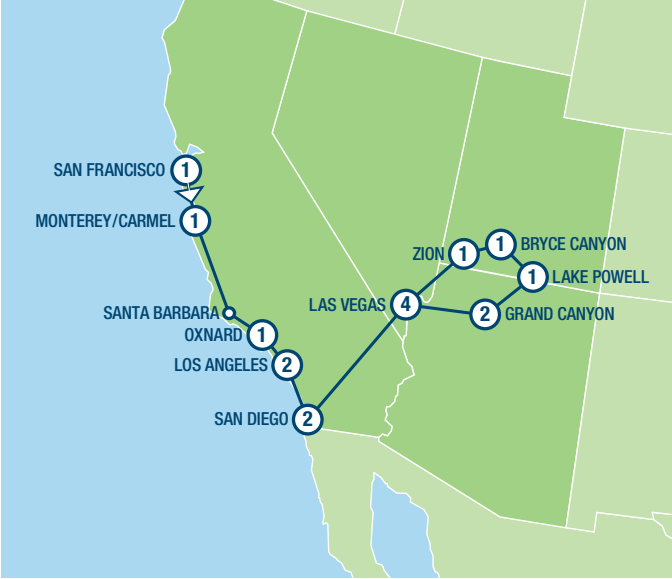 SAN FRANCISCO 1
MONTEREY/CARMEL 1
ZION 1
1 BRYCE CANYON
1 LAKE POWELL
LAS VEGAS 4
2 GRAND CANYON
SANTA BARBARA
OXNARD 1
LOS ANGELES 2
SAN DIEGO 2